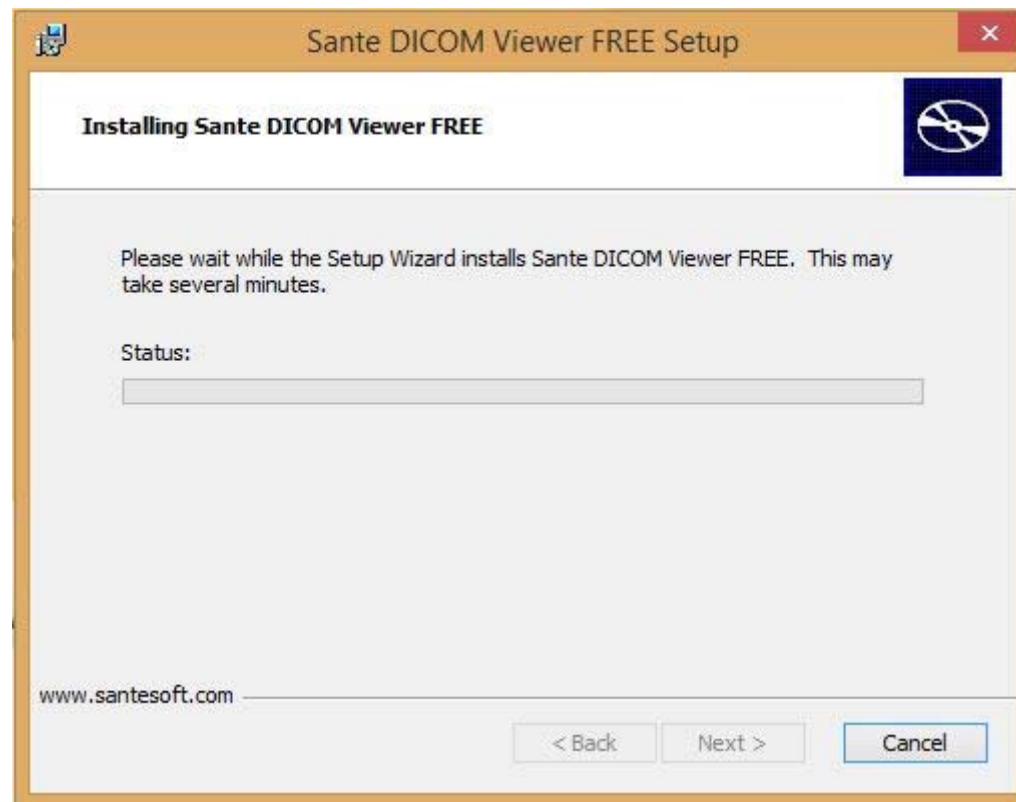 Sante DICOM Viewer FREE Setup
Installing Sante DICOM Viewer FREE
Please wait while the Setup Wizard installs Sante DICOM Viewer FREE. This may
take several minutes.
Status:
www.santesoft.com
< Back
Next >
Cancel